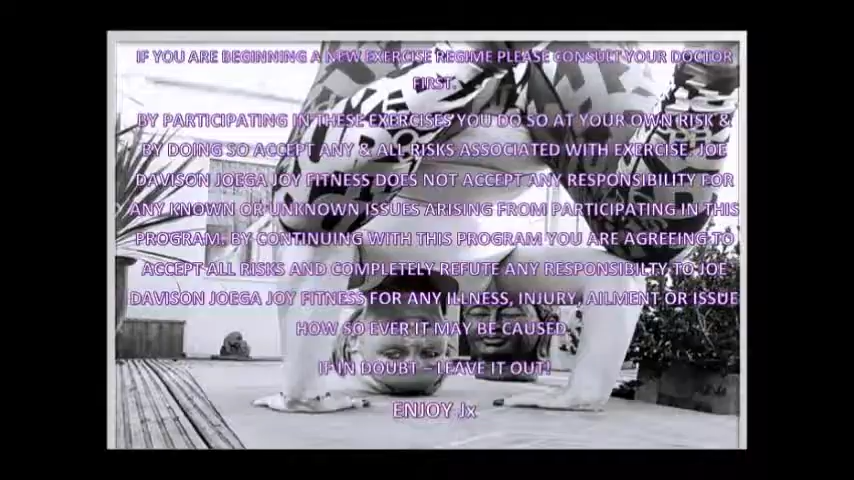 IF YOU ARE BEGINNING A NEW EXERCISE REGIME PLEASE CONSULT YOUR DOCTOR
FIRST.
BY PARTICIPATING IN THESE EXERCISES YOU DO SO AT YOUR OWN RISK &
BY DOING SO ACCEPT ANY & ALL RISKS ASSOCIATED WITH EXERCISE. JOE
DAVISON JOEGA JOY FITNESS DOES NOT ACCEPT ANY RESPONSIBILITY FOR
ANY KNOWN OR UNKNOWN ISSUES ARISING FROM PARTICIPATING IN THIS
PROGRAM. BY CONTINUING WITH THIS PROGRAM YOU ARE AGREEING TO
ACCEPT ALL RISKS AND COMPLETELY REFUTE ANY RESPONSIBILTY TO JOE
DAVISON JOEGA JOY FITNESS FOR ANY ILLNESS, INJURY, AILMENT OR ISSUE
HOW SO EVER IT MAY BE CAUSED.
IF IN DOUBT – LEAVE IT OUT!
ENJOY Jx